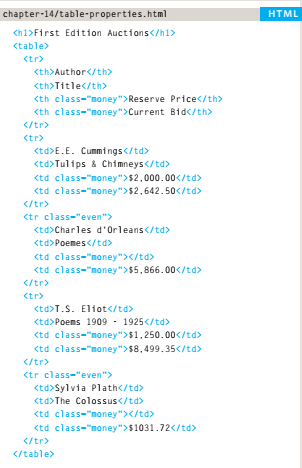 chapter-14/table-properties.html HTML
<h1>First Edition Auctions</h1>
<table>
<tr>
<th>Author</th>
<th>Title</th>
<th class="money">Reserve Price</th>
<th class="money">Current Bid</th>
</tr>
<tr>
<td>E.E. Cummings</td>
<td>Tulips & Chimneys</td>
<td class="money">$2,000.00</td>
<td class="money">$2,642.50</td>
</tr>
<tr class="even">
<td>Charles d'Orleans</td>
<td>Poemes</td>
<td class="money"></td>
<td class="money">$5,866.00</td>
</tr>
<tr>
<td>T.S. Eliot</td>
<td>Poems 1909 - 1925</td>
<td class="money">$1,250.00</td>
<td class="money">$8,499.35</td>
</tr>
<tr class="even">
<td>Sylvia Plath</td>
<td>The Colossus</td>
<td class="money"></td>
<td class="money">$1031.72</td>
</tr>
</table>